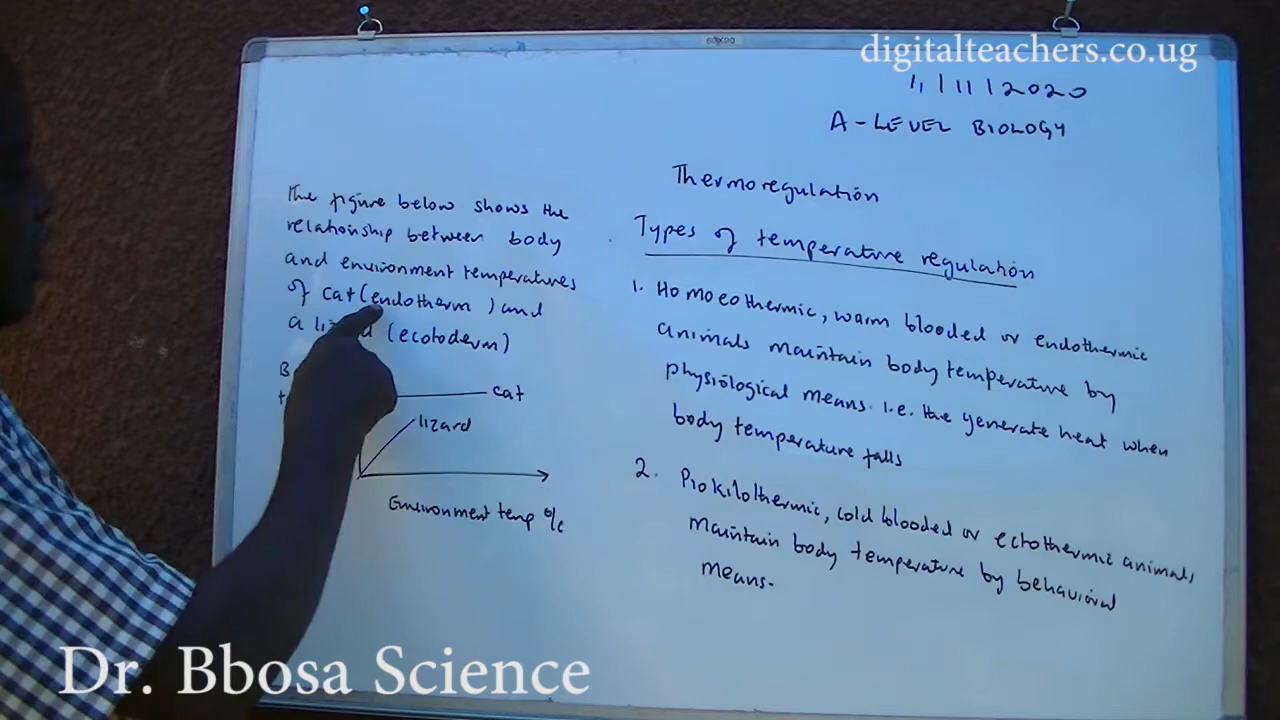 digitalteachers.co.ug
11/11/2020
A-LEVEL BIOLOGY
Thermoregulation
Types of temperature regulation
1. Homoeothermic, warm blooded or endothermic
animals maintain body temperature by
physiological means. i.e. the generate heat when
body temperature falls
2. Piokilothermic, cold blooded or ectothermic animals
maintain body temperature by behavioral
means.
The figure below shows the
relationship between body
and environment temperatures
of cat (endotherm) and
a (ecotoderm)
cat
lizard
Environment temp °/c
Dr. Bbosa Science